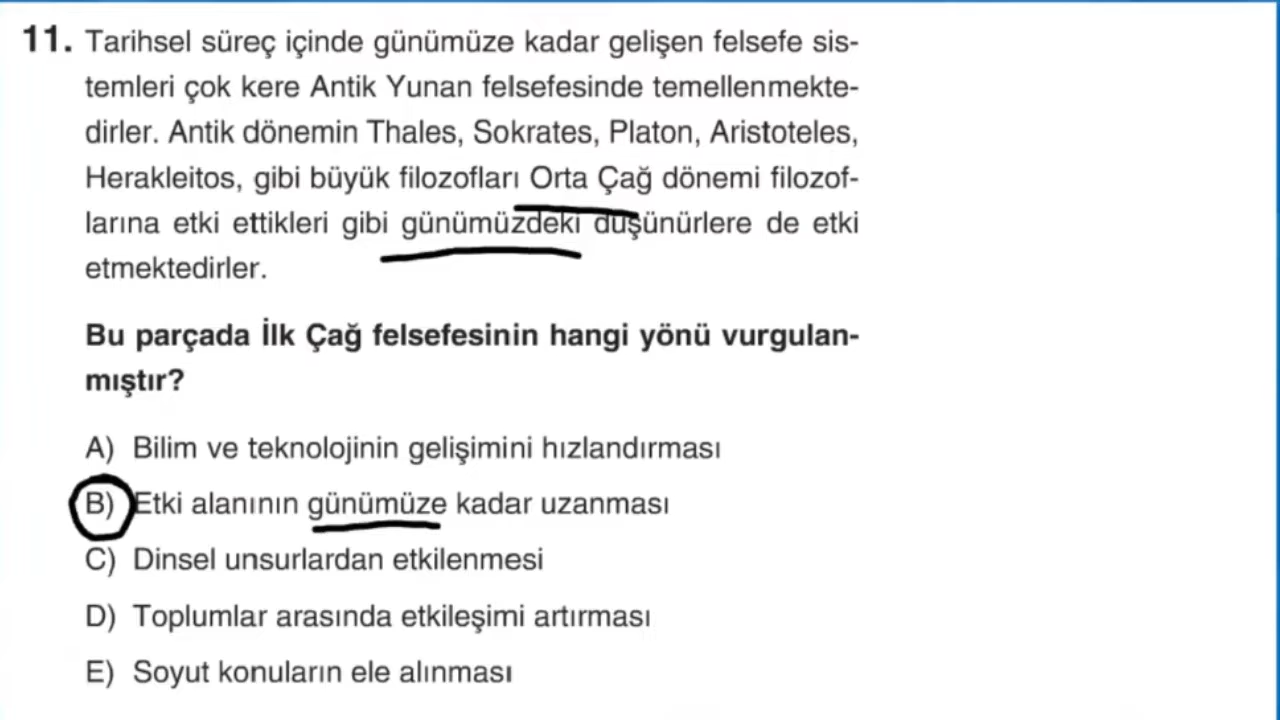 11. Tarihsel süreç içinde günümüze kadar gelişen felsefe sis-
temleri çok kere Antik Yunan felsefesinde temellenmekte-
dirler. Antik dönemin Thales, Sokrates, Platon, Aristoteles,
Herakleitos, gibi büyük filozofları Orta Çağ dönemi filozof-
larına etki ettikleri gibi günümüzdeki düşünürlere de etki
etmektedirler.
Bu parçada İlk Çağ felsefesinin hangi yönü vurgulan-
mıştır?
A) Bilim ve teknolojinin gelişimini hızlandırması
B) Etki alanının günümüze kadar uzanması
C) Dinsel unsurlardan etkilenmesi
D) Toplumlar arasında etkileşimi artırması
E) Soyut konuların ele alınması